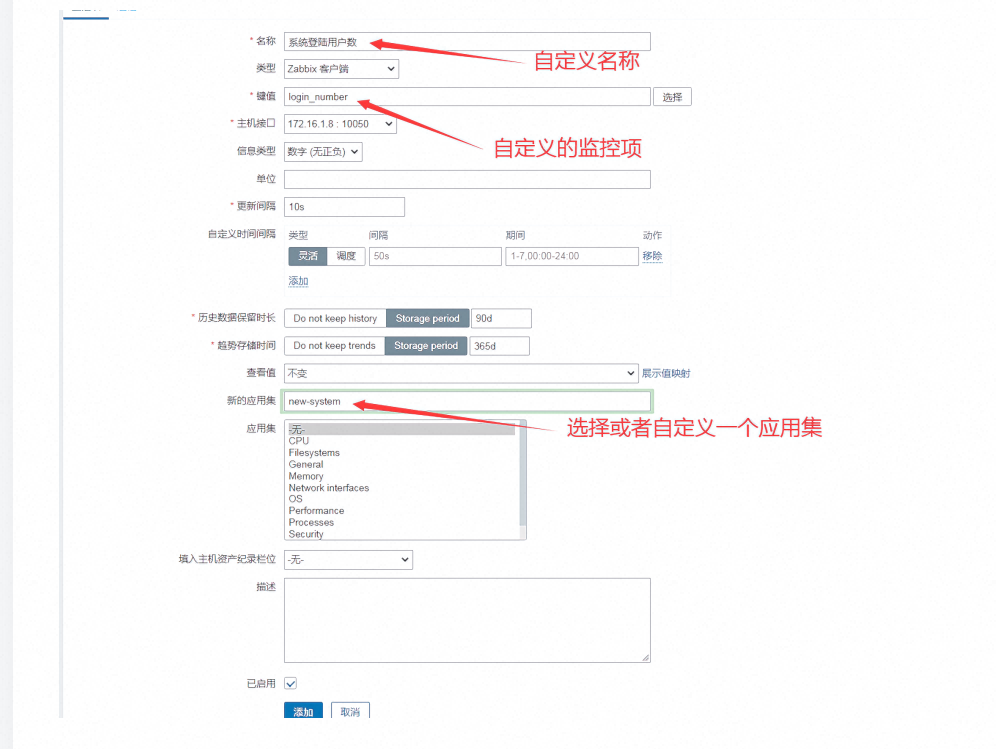 * 名称 系统登陆用户数
自定义名称
类型 Zabbix 客户端
* 键值 login_number 选择
* 主机接口 172.16.1.8 : 10050
自定义的监控项
信息类型 数字 (无正负)
单位
* 更新间隔 10s
自定义时间间隔 类型 间隔 期间 动作
灵活 调度 50s 1-7,00:00-24:00 移除
添加
* 历史数据保留时长 Do not keep history Storage period 90d
* 趋势存储时间 Do not keep trends Storage period 365d
查看值 不变 展示值映射
新的应用集 new-system
选择或者自定义一个应用集
应用集 -无-
CPU
Filesystems
General
Memory
Network interfaces
OS
Performance
Processes
Security
填入主机资产纪录栏位 -无-
描述
已启用
添加 取消